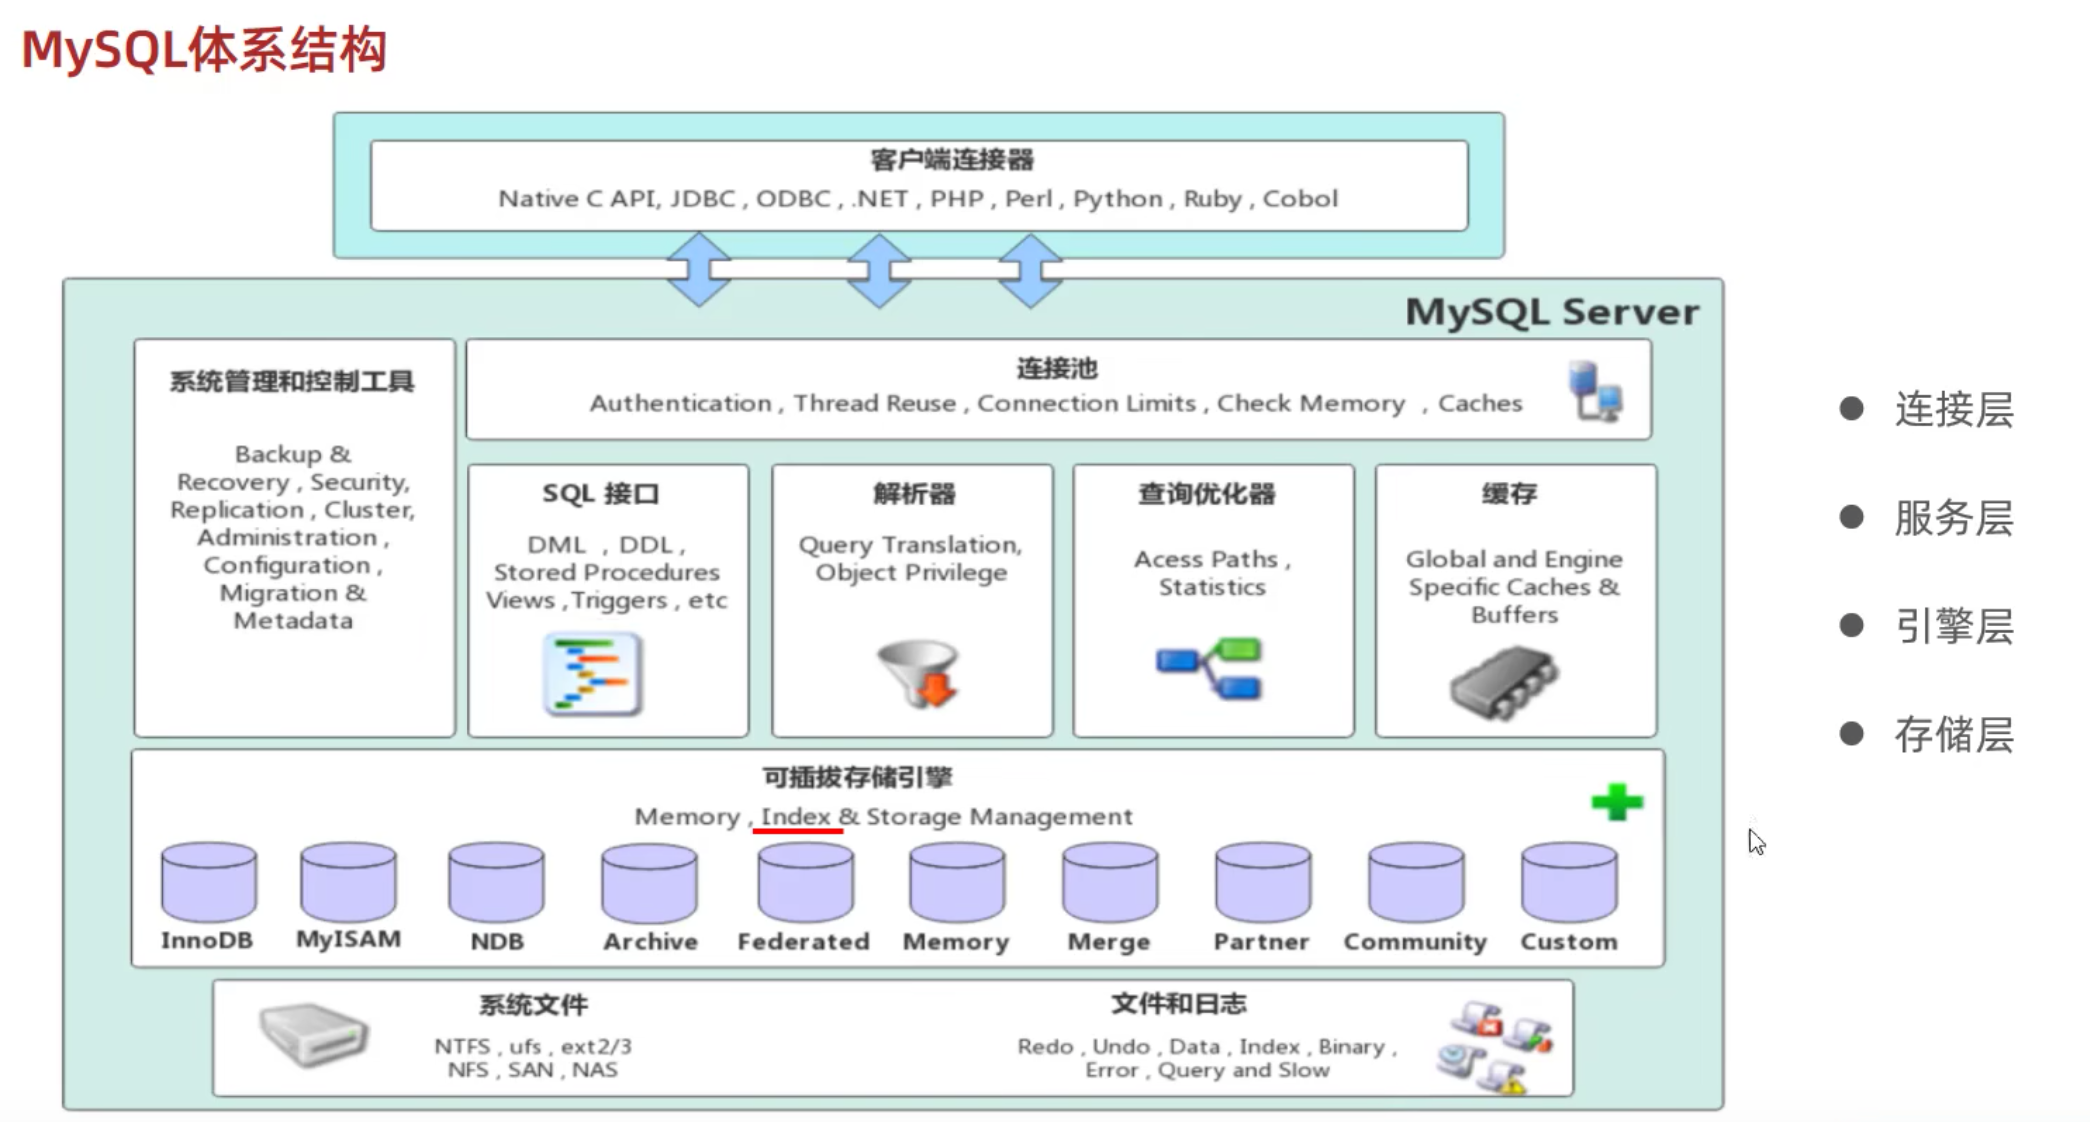 MySQL体系结构
客户端连接器
Native C API, JDBC , ODBC , .NET , PHP , Perl , Python , Ruby , Cobol
MySQL Server
系统管理和控制工具
Backup &
Recovery , Security,
Replication , Cluster,
Administration ,
Configuration ,
Migration &
Metadata
连接池
Authentication , Thread Reuse , Connection Limits , Check Memory , Caches
SQL 接口
DML , DDL ,
Stored Procedures
Views ,Triggers , etc
解析器
Query Translation,
Object Privilege
查询优化器
Acess Paths ,
Statistics
缓存
Global and Engine
Specific Caches &
Buffers
可插拔存储引擎
Memory , Index & Storage Management
InnoDB
MyISAM
NDB
Archive
Federated
Memory
Merge
Partner
Community
Custom
系统文件
NTFS , ufs , ext2/3
NFS , SAN , NAS
文件和日志
Redo , Undo , Data , Index , Binary ,
Error , Query and Slow
● 连接层
● 服务层
● 引擎层
● 存储层